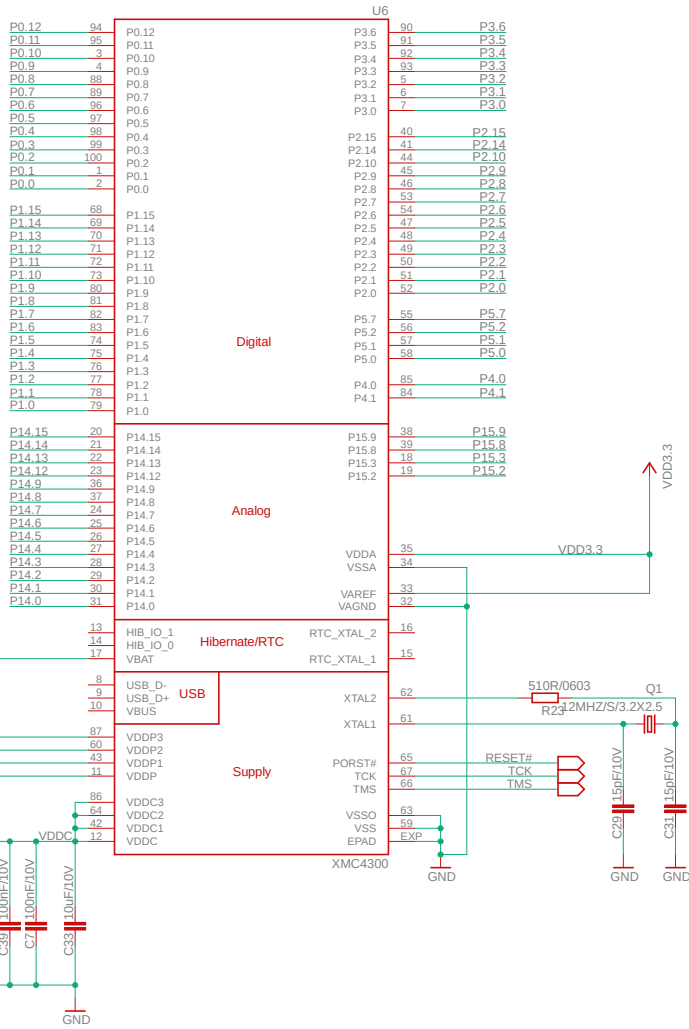 U6
P0.12 94 P0.12 P3.6 90 P3.6
P0.11 95 P0.11 P3.5 91 P3.5
P0.10 3 P0.10 P3.4 92 P3.4
P0.9 4 P0.9 P3.3 93 P3.3
P0.8 88 P0.8 P3.2 5 P3.2
P0.7 89 P0.7 P3.1 6 P3.1
P0.6 96 P0.6 P3.0 7 P3.0
P0.5 97 P0.5
P0.4 98 P0.4 P2.15 40 P2.15
P0.3 99 P0.3 P2.14 41 P2.14
P0.2 100 P0.2 P2.10 44 P2.10
P0.1 1 P0.1 P2.9 45 P2.9
P0.0 2 P0.0 P2.8 46 P2.8
P2.7 53 P2.7
P1.15 68 P1.15 P2.6 54 P2.6
P1.14 69 P1.14 P2.5 47 P2.5
P1.13 70 P1.13 P2.4 48 P2.4
P1.12 71 P1.12 P2.3 49 P2.3
P1.11 72 P1.11 P2.2 50 P2.2
P1.10 73 P1.10 P2.1 51 P2.1
P1.9 80 P1.9 P2.0 52 P2.0
P1.8 81 P1.8
P1.7 82 P1.7 P5.7 55 P5.7
P1.6 83 P1.6 P5.2 56 P5.2
P1.5 74 P1.5 Digital P5.1 57 P5.1
P1.4 75 P1.4 P5.0 58 P5.0
P1.3 76 P1.3
P1.2 77 P1.2 P4.0 85 P4.0
P1.1 78 P1.1 P4.1 84 P4.1
P1.0 79 P1.0
P14.15 20 P14.15 P15.9 38 P15.9
P14.14 21 P14.14 P15.8 39 P15.8
P14.13 22 P14.13 P15.3 18 P15.3
P14.12 23 P14.12 P15.2 19 P15.2
P14.9 36 P14.9
P14.8 37 P14.8
P14.7 24 P14.7 Analog
P14.6 25 P14.6
P14.5 26 P14.5
P14.4 27 P14.4 VDDA 35 VDD3.3
P14.3 28 P14.3 VSSA 34
P14.2 29 P14.2
P14.1 30 P14.1 VAREF 33
P14.0 31 P14.0 VAGND 32
VDD3.3
13 HIB_IO_1 RTC_XTAL_2 16
14 HIB_IO_0 Hibernate/RTC
17 VBAT RTC_XTAL_1 15
8 USB_D-
9 USB_D+ USB XTAL2 62 510R/0603 Q1
10 VBUS R23 12MHZ/S/3.2X2.5
XTAL1 61
87 VDDP3
60 VDDP2
43 VDDP1 Supply PORST# 65 RESET#
11 VDDP TCK 67 TCK
TMS 66 TMS
86 VDDC3
64 VDDC2 VSSO 63
42 VDDC1 VSS 59
VDDC 12 VDDC EPAD EXP
XMC4300
GND
C29 15pF/10V
C31 15pF/10V
GND
GND
C39 100nF/10V
C7 100nF/10V
C33 10uF/10V
GND